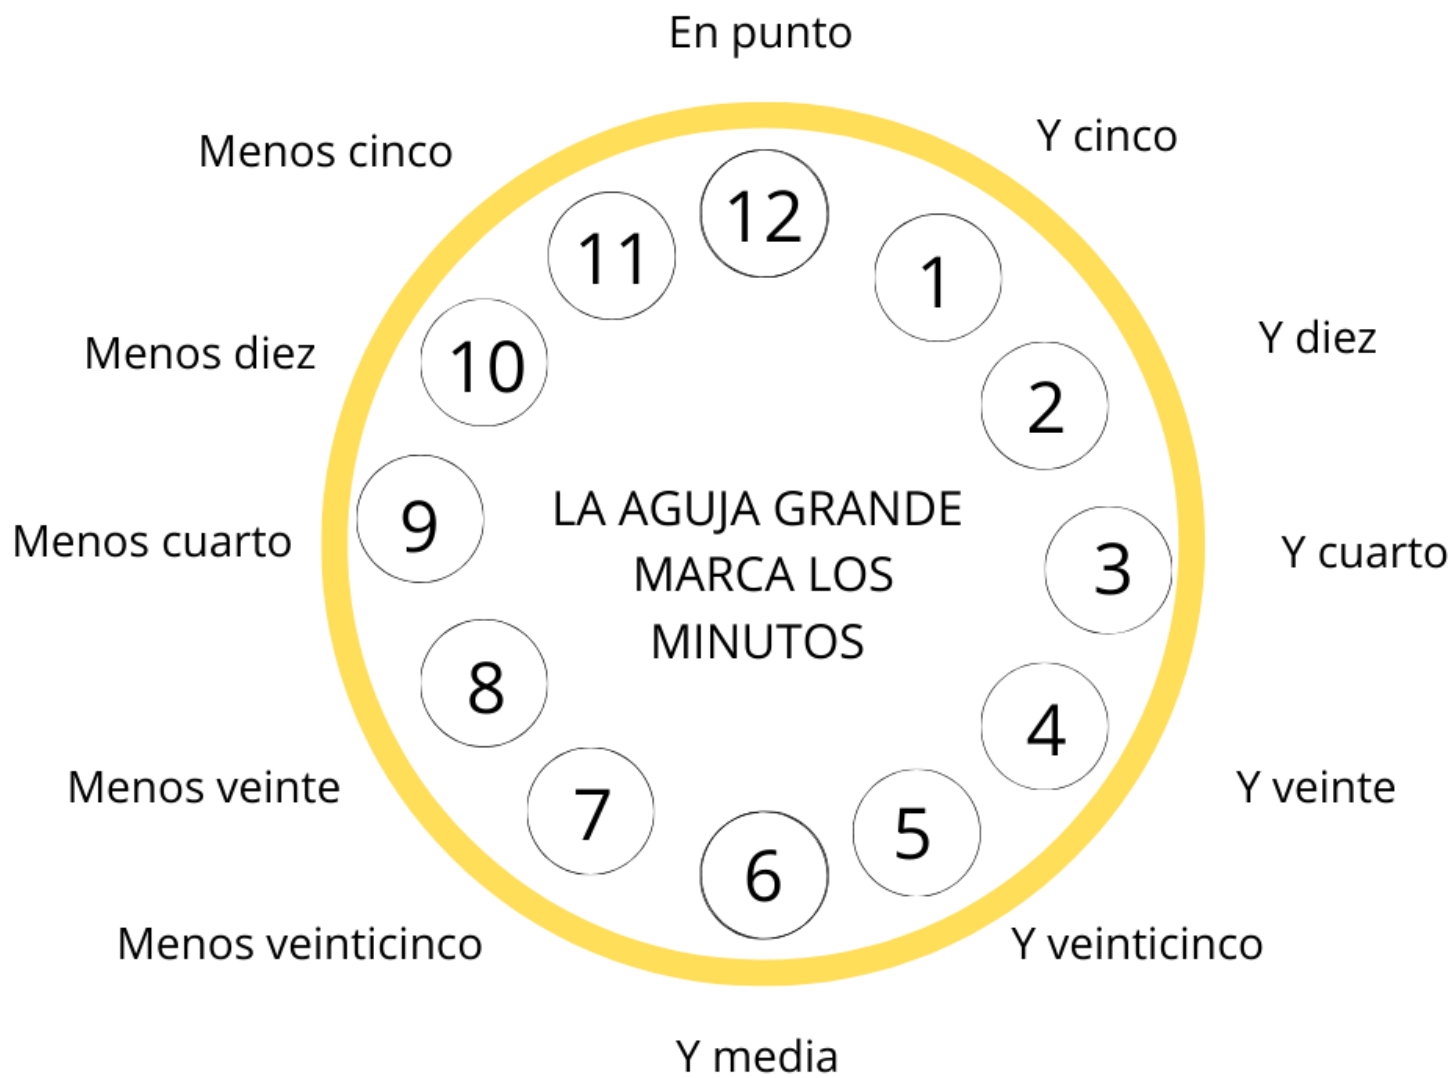 En punto
Y cinco
Menos cinco
12
11
1
Y diez
Menos diez
10
2
LA AGUJA GRANDE
MARCA LOS
MINUTOS
9
Menos cuarto
3
Y cuarto
8
4
Menos veinte
Y veinte
7
5
6
Menos veinticinco
Y veinticinco
Y media